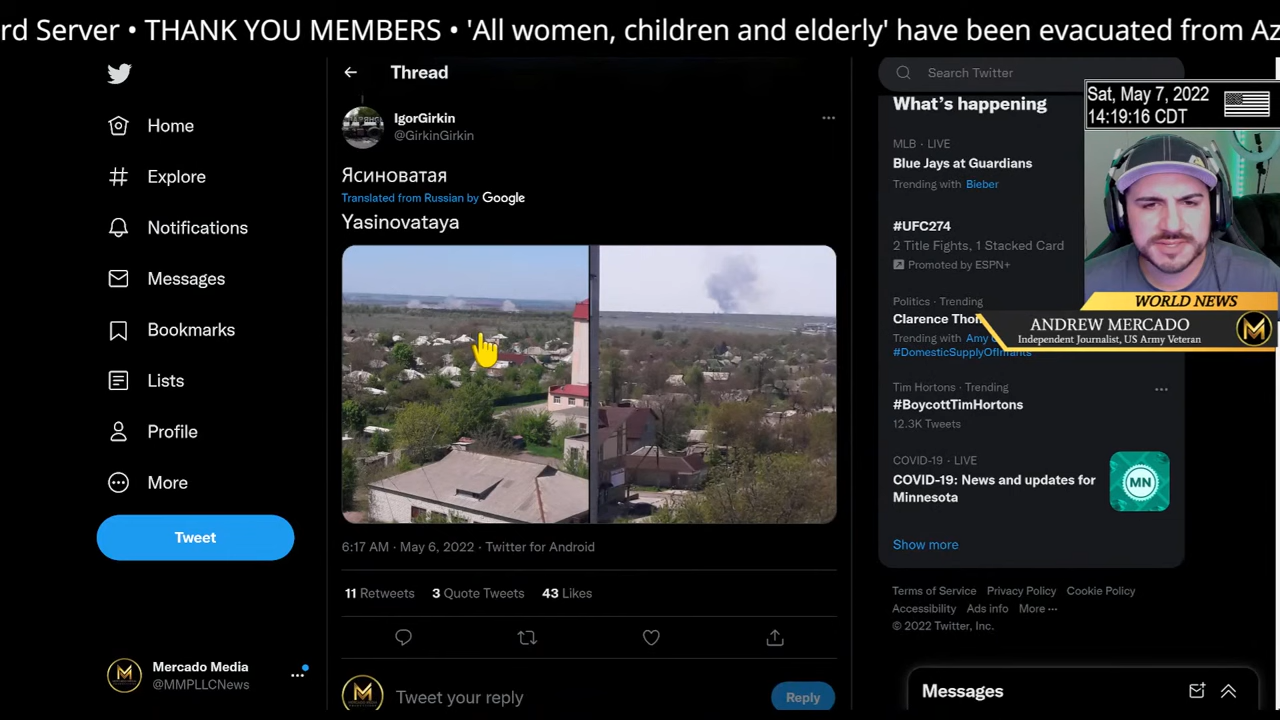 rd Server • THANK YOU MEMBERS • 'All women, children and elderly' have been evacuated from Az
Home
Explore
Notifications
Messages
Bookmarks
Lists
Profile
More
Tweet
Mercado Media
@MMPLLCNews
Thread
IgorGirkin
@GirkinGirkin
Ясиноватая
Translated from Russian by Google
Yasinovataya
6:17 AM · May 6, 2022 · Twitter for Android
11 Retweets 3 Quote Tweets 43 Likes
Tweet your reply
Reply
Search Twitter
What's happening
MLB · LIVE
Blue Jays at Guardians
Trending with Bieber
#UFC274
2 Title Fights, 1 Stacked Card
Promoted by ESPN+
Politics · Trending
Clarence Thom
Trending with Amy
#DomesticSupplyOfInfants
Tim Hortons · Trending
#BoycottTimHortons
12.3K Tweets
COVID-19 · LIVE
COVID-19: News and updates for
Minnesota
MN
Show more
Terms of Service Privacy Policy Cookie Policy
Accessibility Ads info More
© 2022 Twitter, Inc.
Messages
Sat, May 7, 2022
14:19:16 CDT
WORLD NEWS
ANDREW MERCADO
Independent Journalist, US Army Veteran